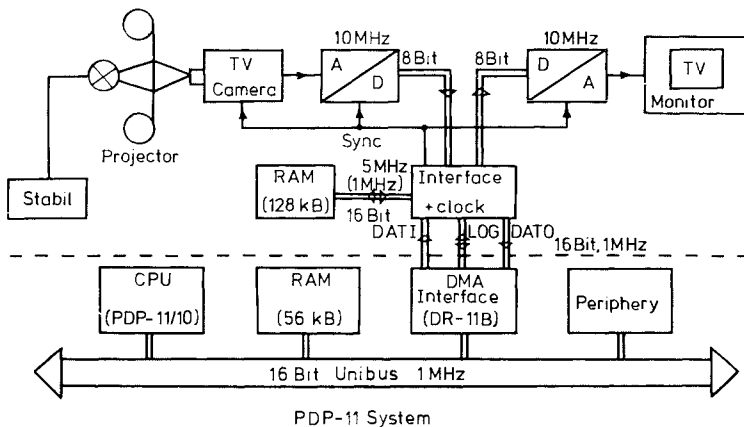 10MHz
10MHz
A
D
8Bit
8Bit
D
A
TV
Camera
TV
Monitor
Projector
Sync
Stabil
RAM
(128 kB)
5MHz
(1MHz)
16Bit
Interface
+clock
DATI
LOG
DATO
16Bit,1MHz
CPU
(PDP-11/10)
RAM
(56 kB)
DMA
Interface
(DR-11B)
Periphery
16 Bit Unibus 1MHz
PDP-11 System